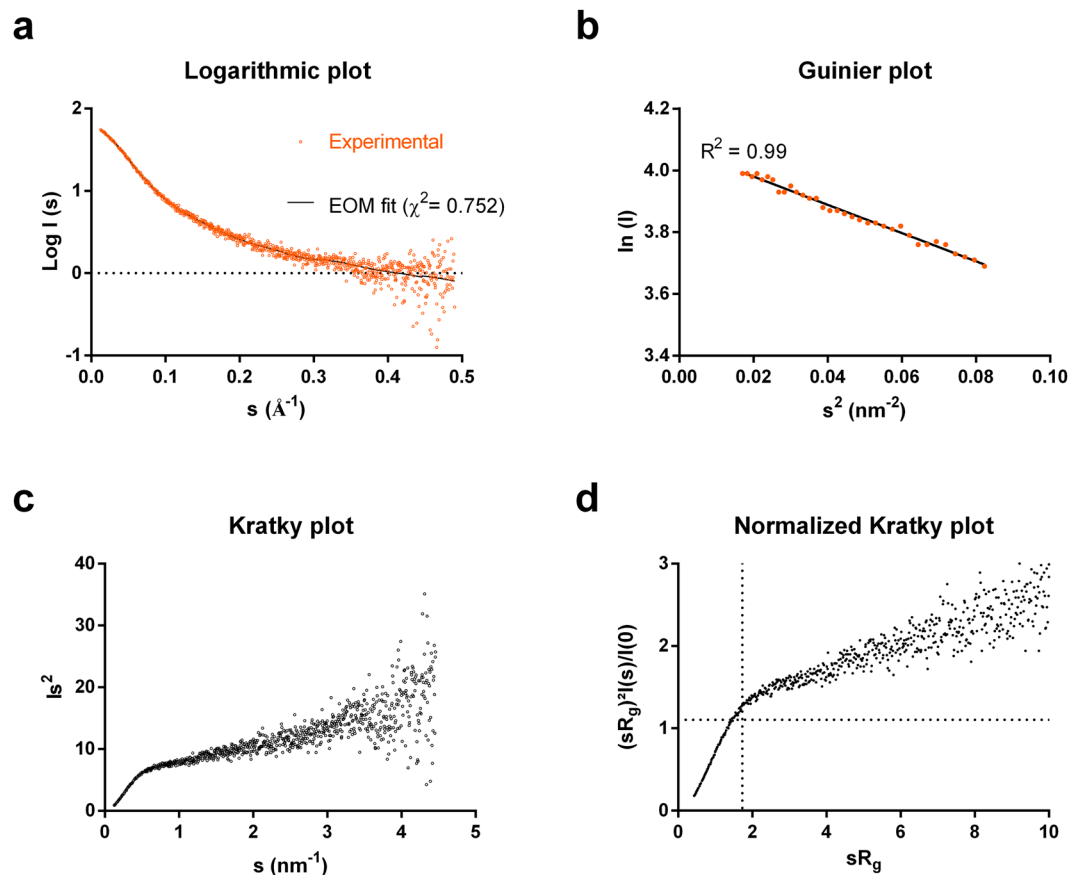 a
Logarithmic plot
2
1
0
-1
Log I (s)
Experimental
EOM fit (χ²= 0.752)
0.0 0.1 0.2 0.3 0.4 0.5
s (Å⁻¹)
b
Guinier plot
4.2
4.0
3.8
3.6
3.4
ln (I)
R² = 0.99
0.00 0.02 0.04 0.06 0.08 0.10
s² (nm⁻²)
c
Kratky plot
40
30
20
10
0
Is²
0 1 2 3 4 5
s (nm⁻¹)
d
Normalized Kratky plot
3
2
1
0
(sRg)²I(s)/I(0)
0 2 4 6 8 10
sRg